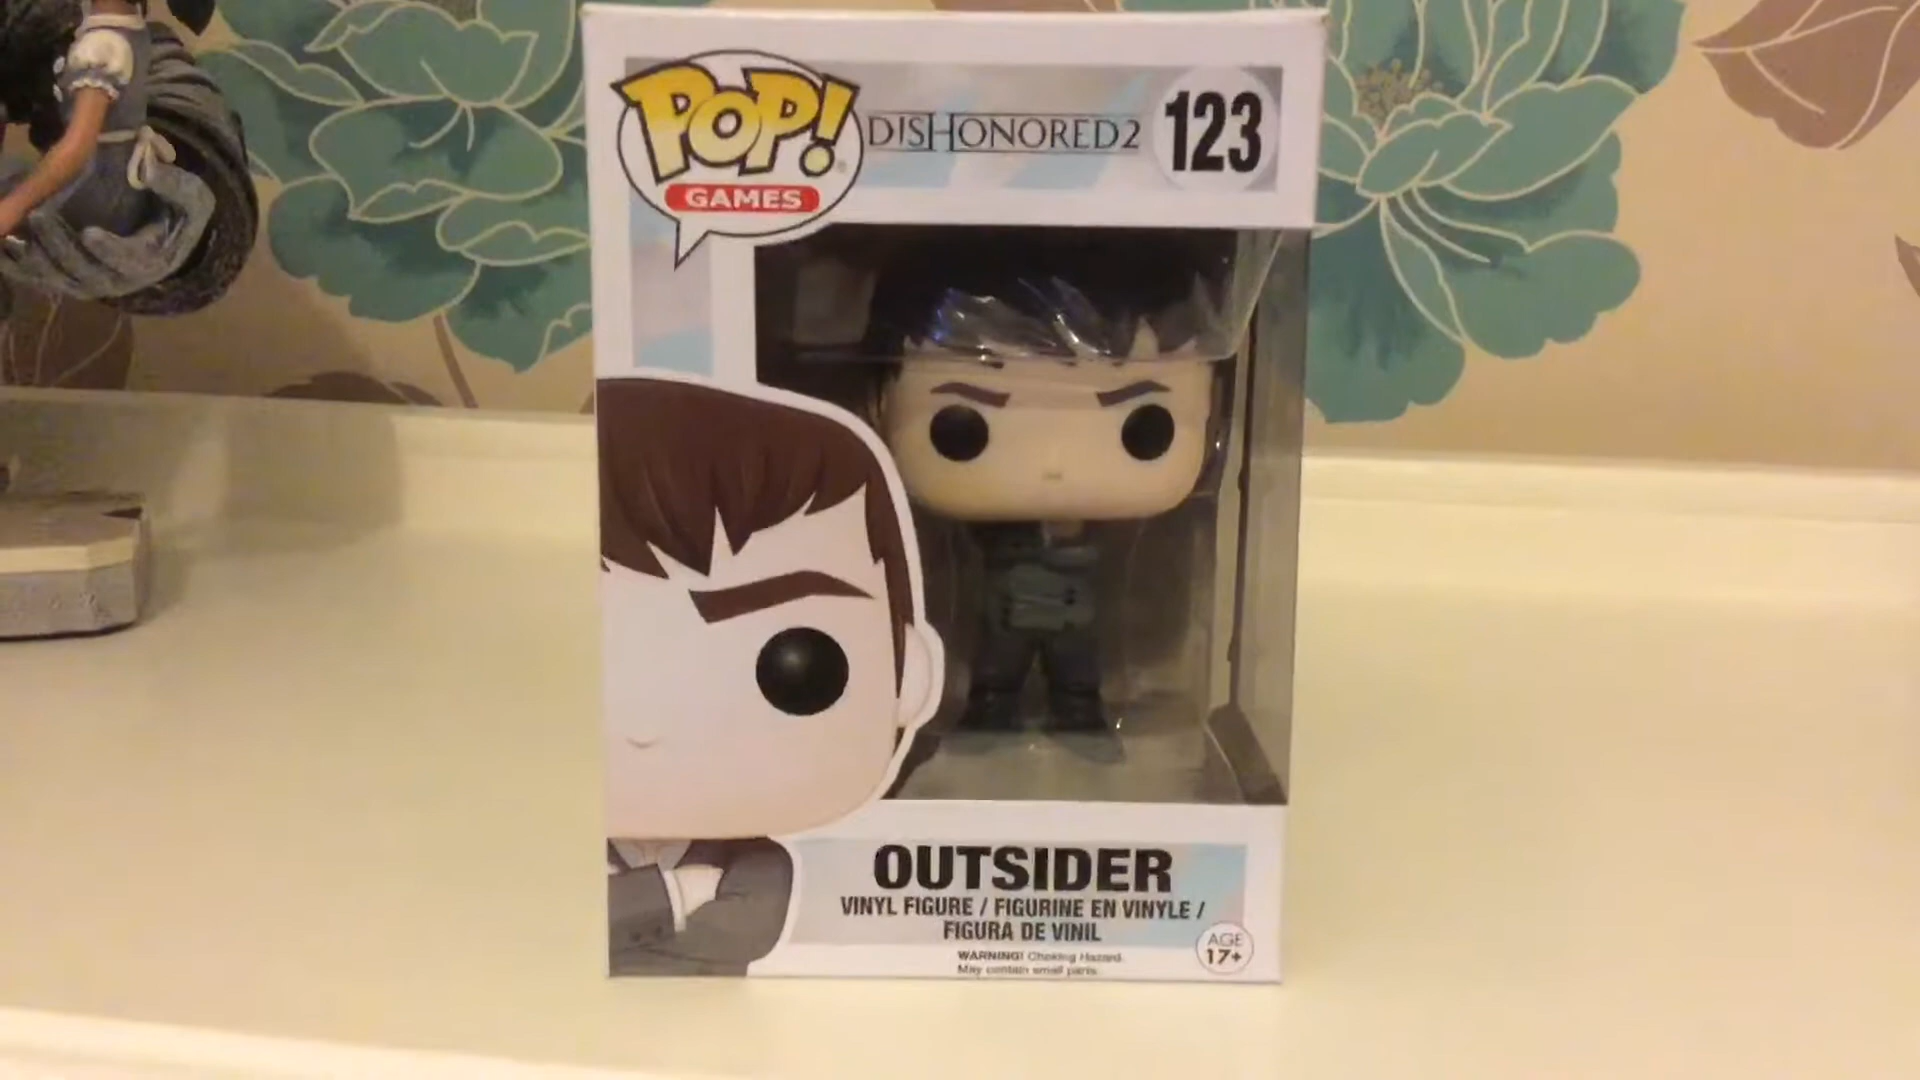 POP!
GAMES
DISHONORED2
123
OUTSIDER
VINYL FIGURE / FIGURINE EN VINYLE /
FIGURA DE VINIL
WARNING! Choking Hazard.
May contain small parts.
AGE
17+